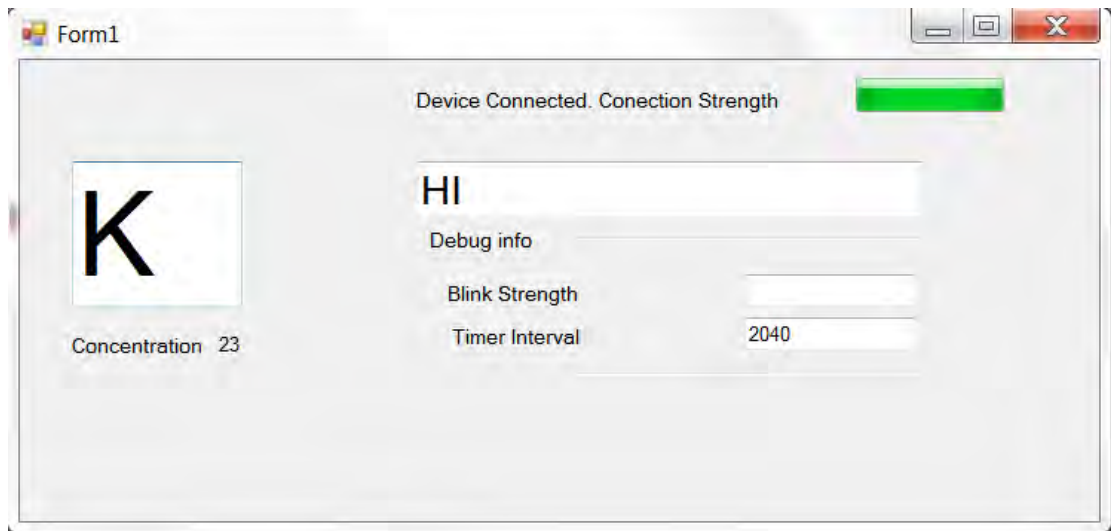 Form1
Device Connected. Conection Strength
K
HI
Debug info
Blink Strength
Timer Interval 2040
Concentration 23